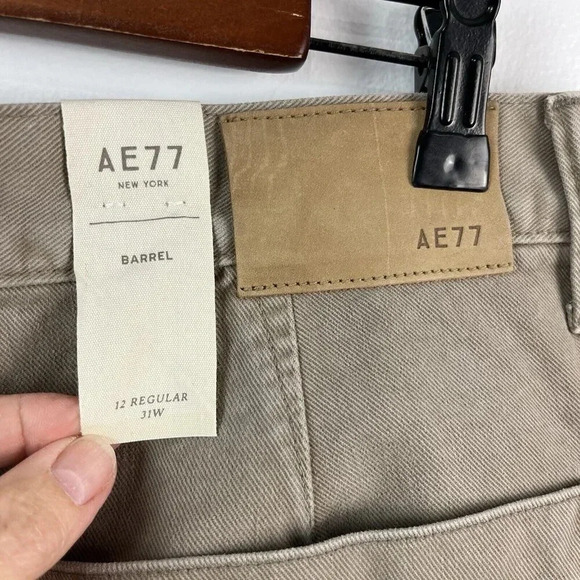 AE77
NEW YORK
BARREL
12 REGULAR
31W
AE77